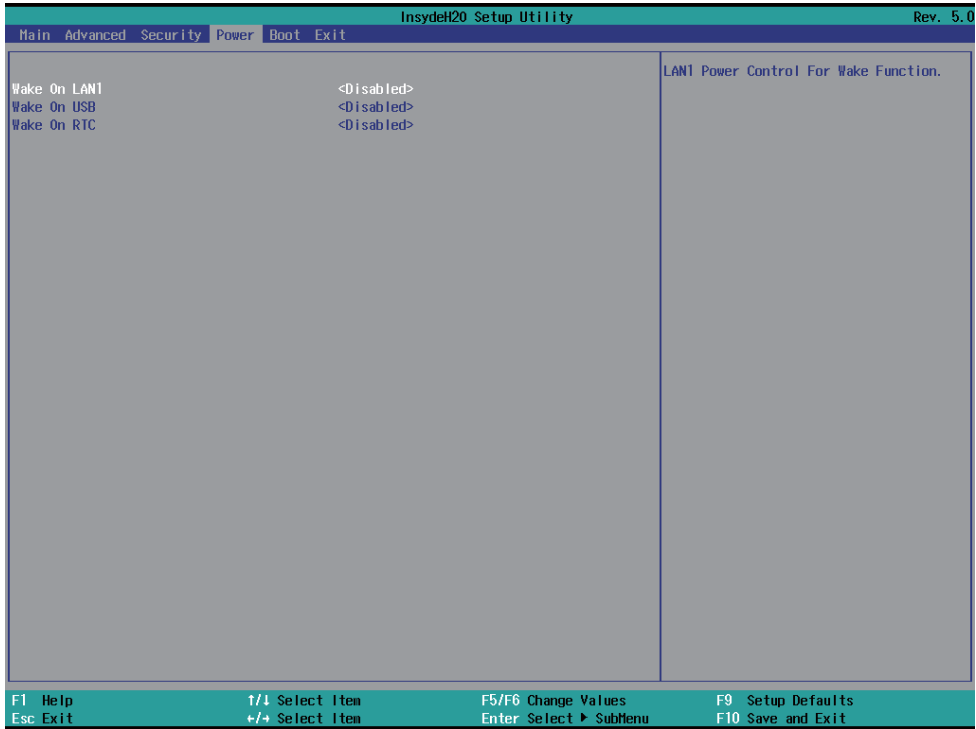 InsydeH20 Setup Utility Rev. 5.0
Main Advanced Security Power Boot Exit
LAN1 Power Control For Wake Function.
Wake On LAN1 <Disabled>
Wake On USB <Disabled>
Wake On RTC <Disabled>
F1 Help ↑/↓ Select Item F5/F6 Change Values F9 Setup Defaults
Esc Exit ←/→ Select Item Enter Select ▶ SubMenu F10 Save and Exit